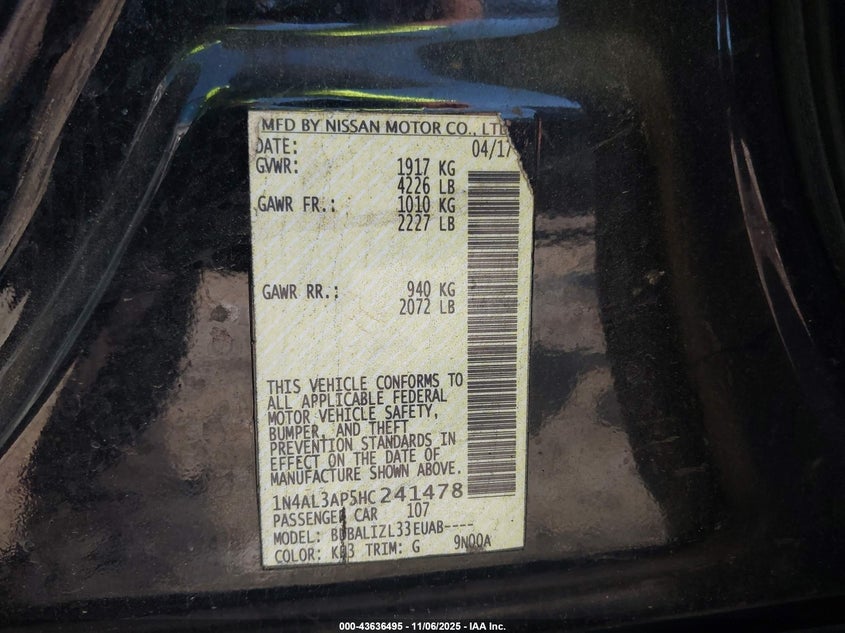 MFD BY NISSAN MOTOR CO., LT
DATE: 04/17
GVWR: 1917 KG
4226 LB
GAWR FR.: 1010 KG
2227 LB
GAWR RR.: 940 KG
2072 LB
THIS VEHICLE CONFORMS TO
ALL APPLICABLE FEDERAL
MOTOR VEHICLE SAFETY,
BUMPER, AND THEFT
PREVENTION STANDARDS IN
EFFECT ON THE DATE OF
MANUFACTURE SHOWN ABOVE.
1N4AL3AP5HC241478
PASSENGER CAR 107
MODEL: BDBALIZL33EUAB----
COLOR: KH3 TRIM: G 9N00A
000-43636495 - 11/06/2025 - IAA Inc.